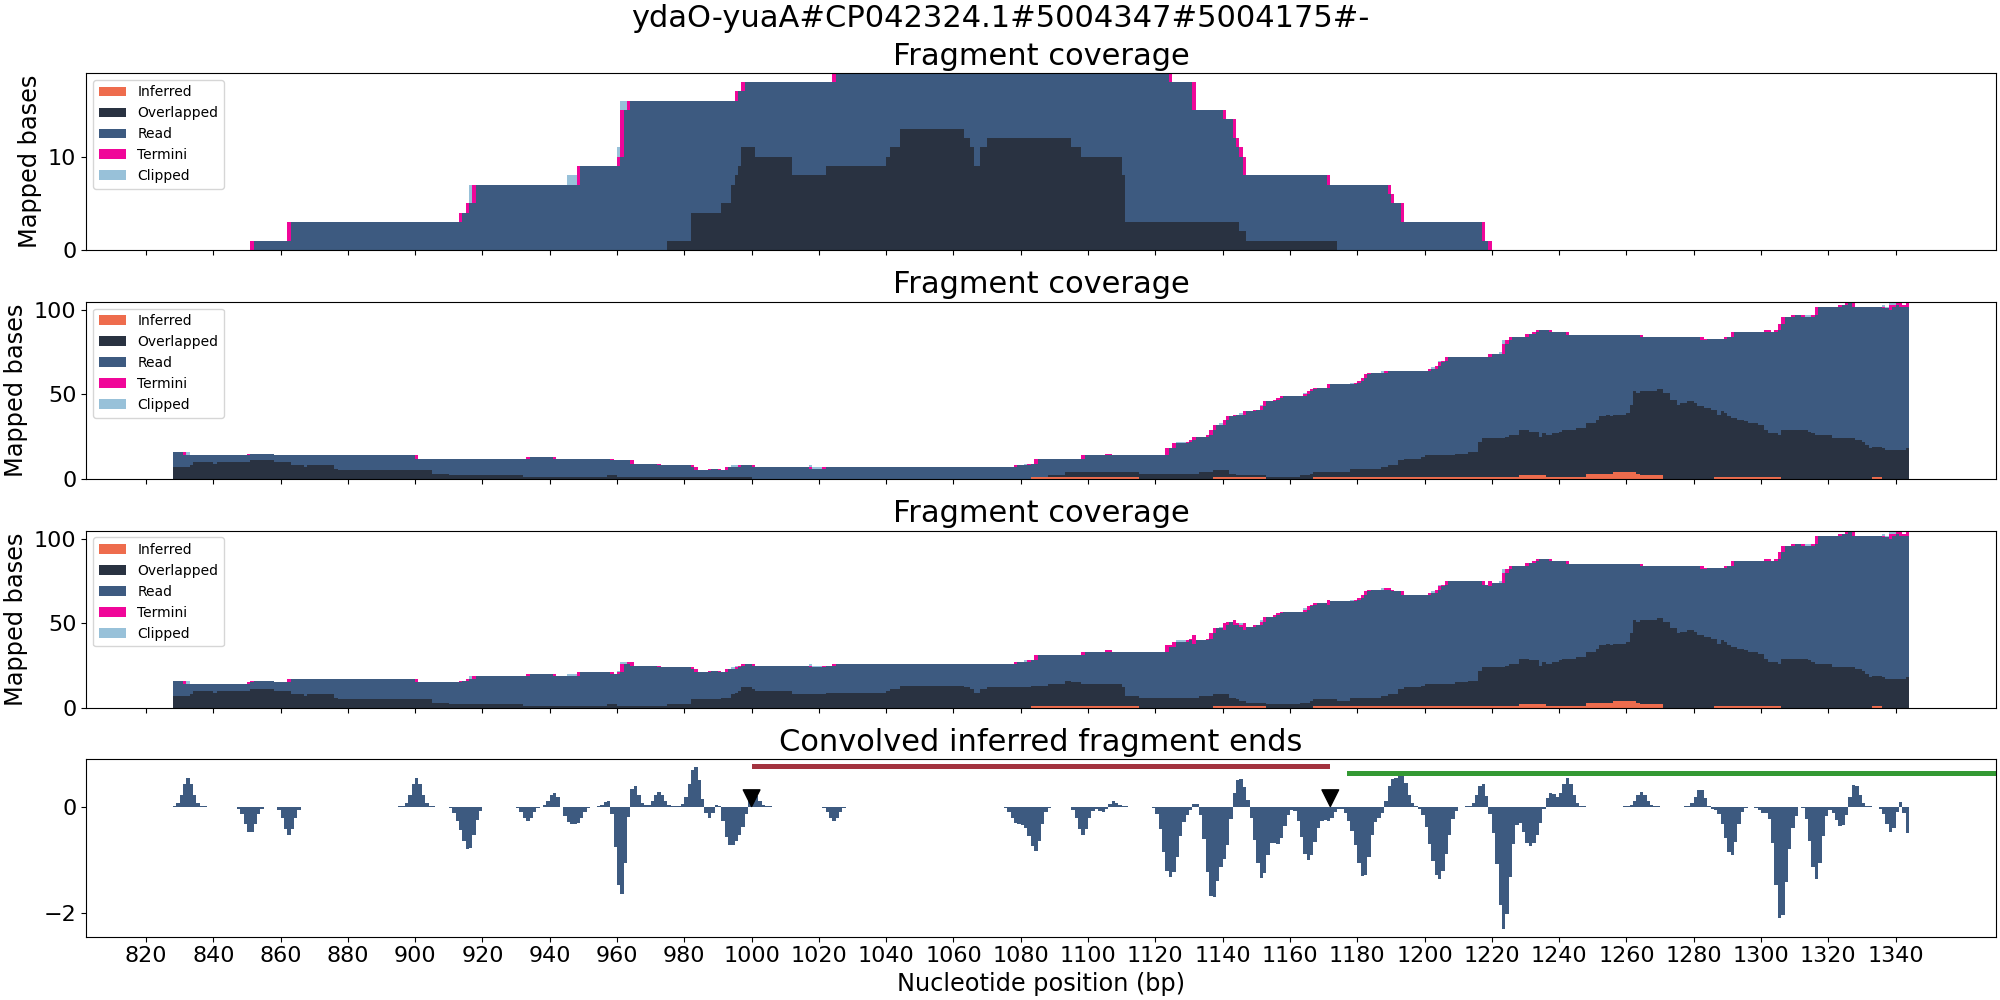 ydaO-yuaA#CP042324.1#5004347#5004175#-
Fragment coverage
Mapped bases
10
0
Inferred
Overlapped
Read
Termini
Clipped
Fragment coverage
Mapped bases
100
50
0
Inferred
Overlapped
Read
Termini
Clipped
Fragment coverage
Mapped bases
100
50
0
Inferred
Overlapped
Read
Termini
Clipped
Convolved inferred fragment ends
0
−2
820 840 860 880 900 920 940 960 980 1000 1020 1040 1060 1080 1100 1120 1140 1160 1180 1200 1220 1240 1260 1280 1300 1320 1340
Nucleotide position (bp)